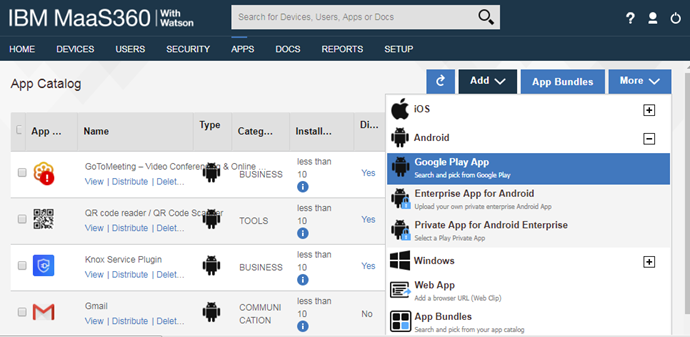 IBM MaaS360 | With Watson
Search for Devices, Users, Apps or Docs
HOME DEVICES USERS SECURITY APPS DOCS REPORTS SETUP
App Catalog
Add
App Bundles
More
App ... Name Type Categ... Install... Di...
GoToMeeting – Video Conferencing & Online ...
View | Distribute | Delet...
BUSINESS
less than
10
Yes
QR code reader / QR Code Scanner
View | Distribute | Delet...
TOOLS
less than
10
Yes
Knox Service Plugin
View | Distribute | Delet...
BUSINESS
less than
10
Yes
Gmail
View | Distribute | Delet...
COMMUNI
CATION
less than
10
No
iOS
Android
Google Play App
Search and pick from Google Play
Enterprise App for Android
Upload your own private enterprise Android App
Private App for Android Enterprise
Select a Play Private App
Windows
Web App
Add a browser URL (Web Clip)
App Bundles
Search and pick from your app catalog